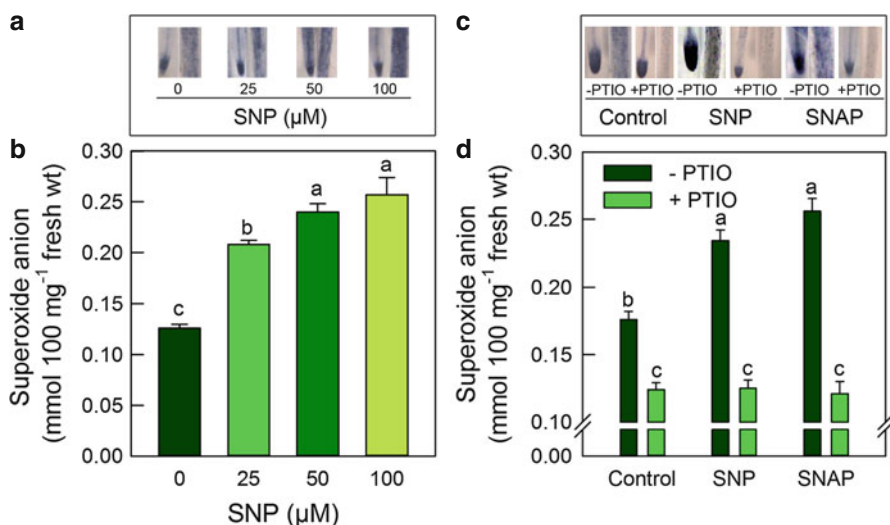 a
0 25 50 100
SNP (µM)
b
Superoxide anion
(mmol 100 mg⁻¹ fresh wt)
0.30
0.25
0.20
0.15
0.10
0.05
0.00
c b a a
0 25 50 100
SNP (µM)
c
-PTIO +PTIO -PTIO +PTIO -PTIO +PTIO
Control SNP SNAP
d
Superoxide anion
(mmol 100 mg⁻¹ fresh wt)
0.30
0.25
0.20
0.15
0.10
0.00
- PTIO
+ PTIO
b c a c a c
Control SNP SNAP